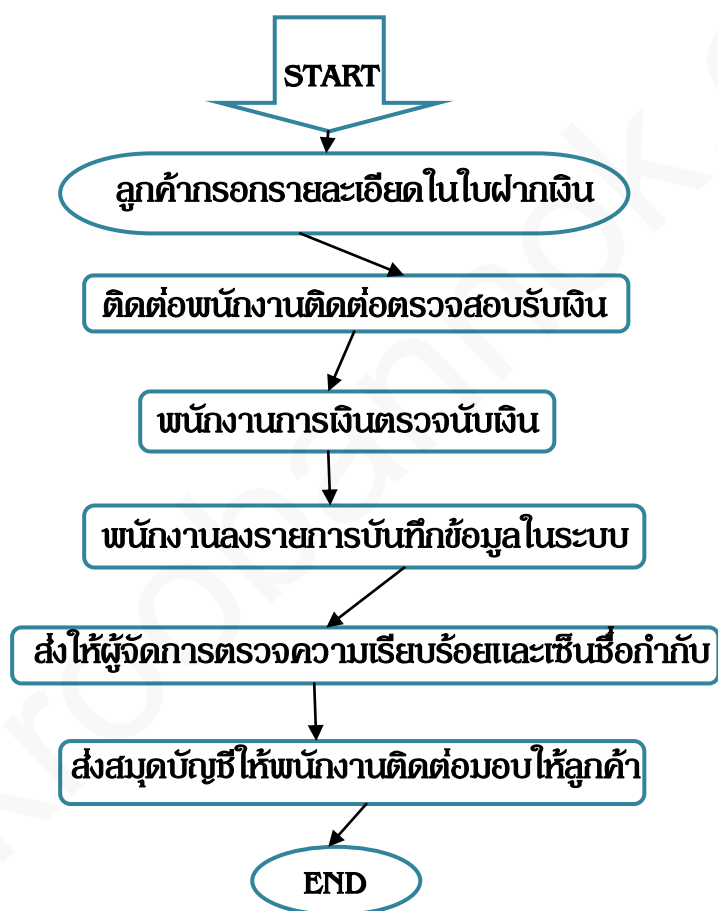 START
ลูกค้ากรอกรายละเอียดในใบฝากเงิน
ติดต่อพนักงานติดต่อตรวจสอบรับเงิน
พนักงานการเงินตรวจนับเงิน
พนักงานลงรายการบันทึกข้อมูลในระบบ
ส่งให้ผู้จัดการตรวจความเรียบร้อยและเซ็นชื่อกำกับ
ส่งสมุดบัญชีให้พนักงานติดต่อมอบให้ลูกค้า
END